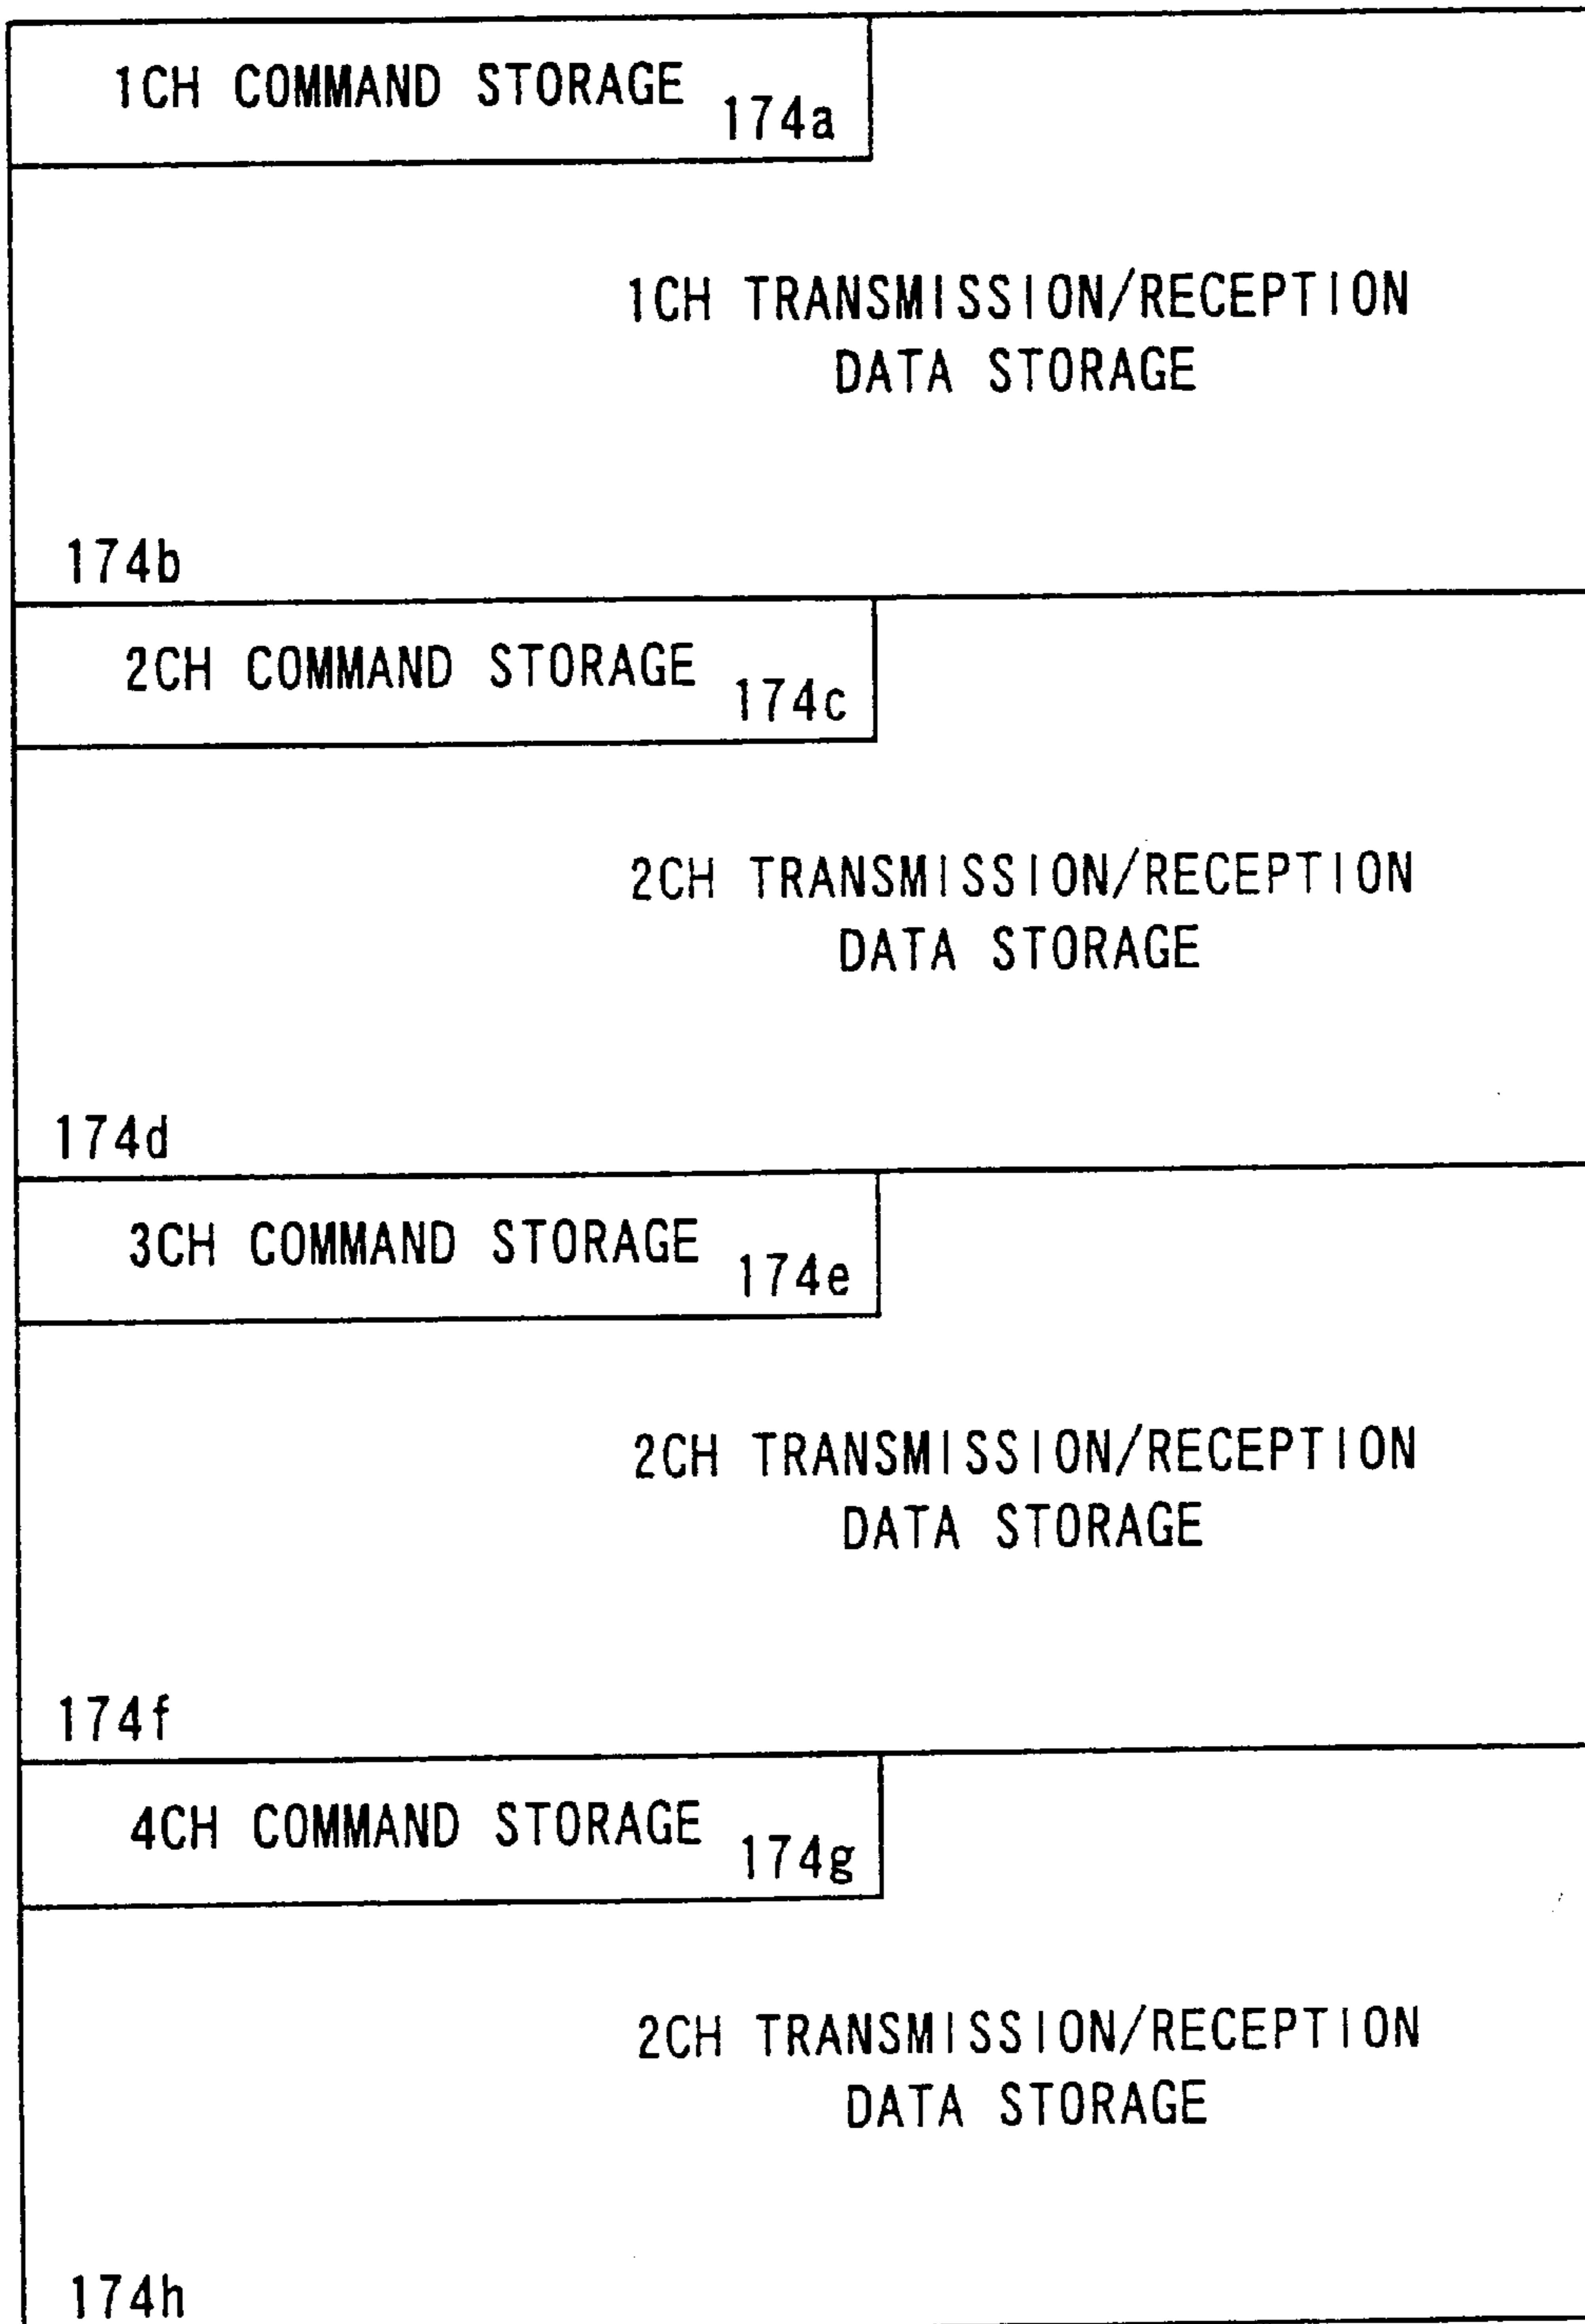 1CH COMMAND STORAGE
174a
1CH TRANSMISSION/RECEPTION
DATA STORAGE
174b
2CH COMMAND STORAGE
174c
2CH TRANSMISSION/RECEPTION
DATA STORAGE
174d
3CH COMMAND STORAGE
174e
2CH TRANSMISSION/RECEPTION
DATA STORAGE
174f
4CH COMMAND STORAGE
174g
2CH TRANSMISSION/RECEPTION
DATA STORAGE
174h